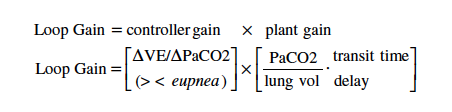 Loop Gain = controller gain × plant gain
Loop Gain = [ΔVE/ΔPaCO2] × [PaCO2 . transit time]
(> < eupnea) lung vol delay